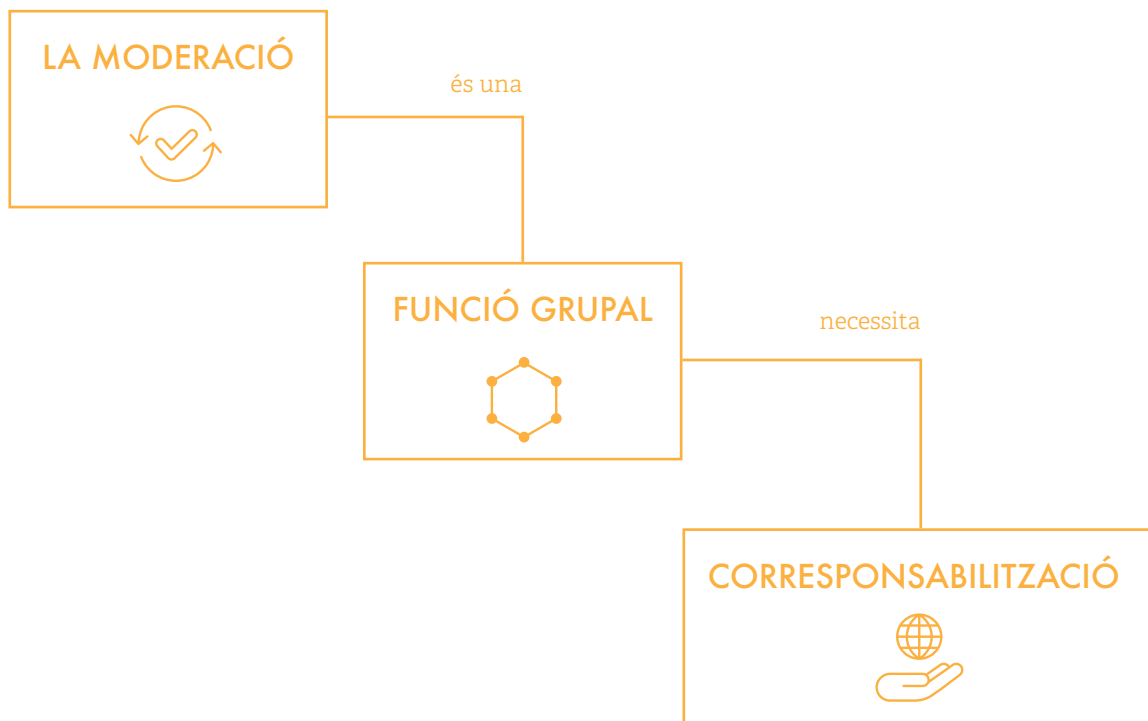 LA MODERACIÓ
és una
FUNCIÓ GRUPAL
necessita
CORRESPONSABILITZACIÓ